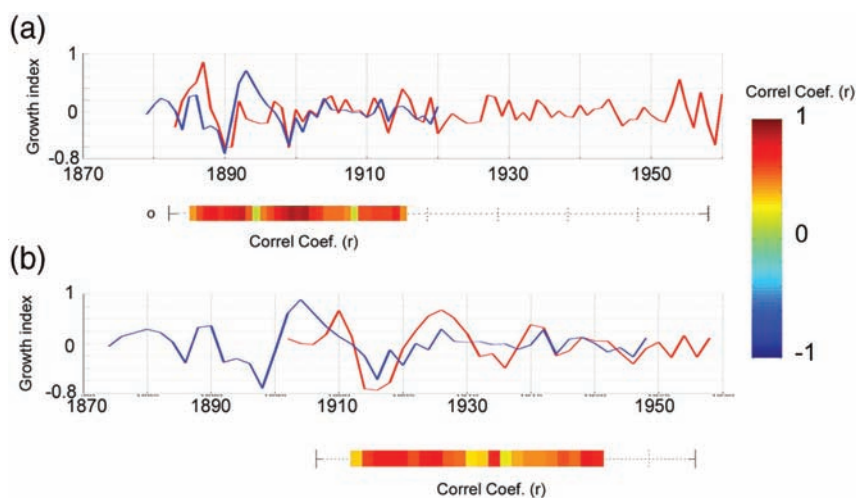 (a)
1
Growth index
0
-0.8
1870
1890
1910
1930
1950
o
Correl Coef. (r)
Correl Coef. (r)
1
0
-1
(b)
1
Growth index
0
-0.8
1870
1890
1910
1930
1950
Correl Coef. (r)